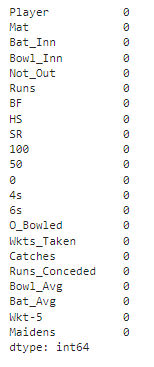 Player 0
Mat 0
Bat_Inn 0
Bowl_Inn 0
Not_Out 0
Runs 0
BF 0
HS 0
SR 0
100 0
50 0
0 0
4s 0
6s 0
O_Bowled 0
Wkts_Taken 0
Catches 0
Runs_Conceded 0
Bowl_Avg 0
Bat_Avg 0
Wkt-5 0
Maidens 0
dtype: int64